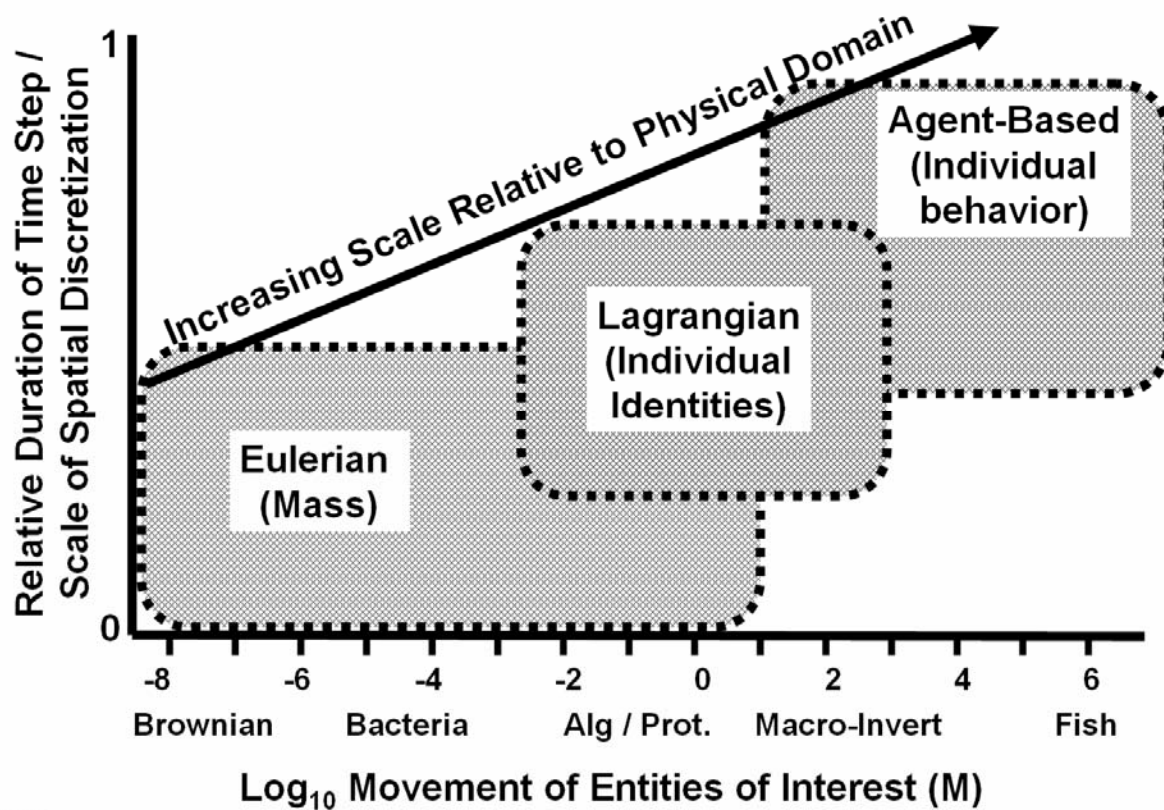 Relative Duration of Time Step /
Scale of Spatial Discretization
1
0
Increasing Scale Relative to Physical Domain
Agent-Based
(Individual
behavior)
Lagrangian
(Individual
Identities)
Eulerian
(Mass)
-8 -6 -4 -2 0 2 4 6
Brownian Bacteria Alg / Prot. Macro-Invert Fish
Log₁₀ Movement of Entities of Interest (M)